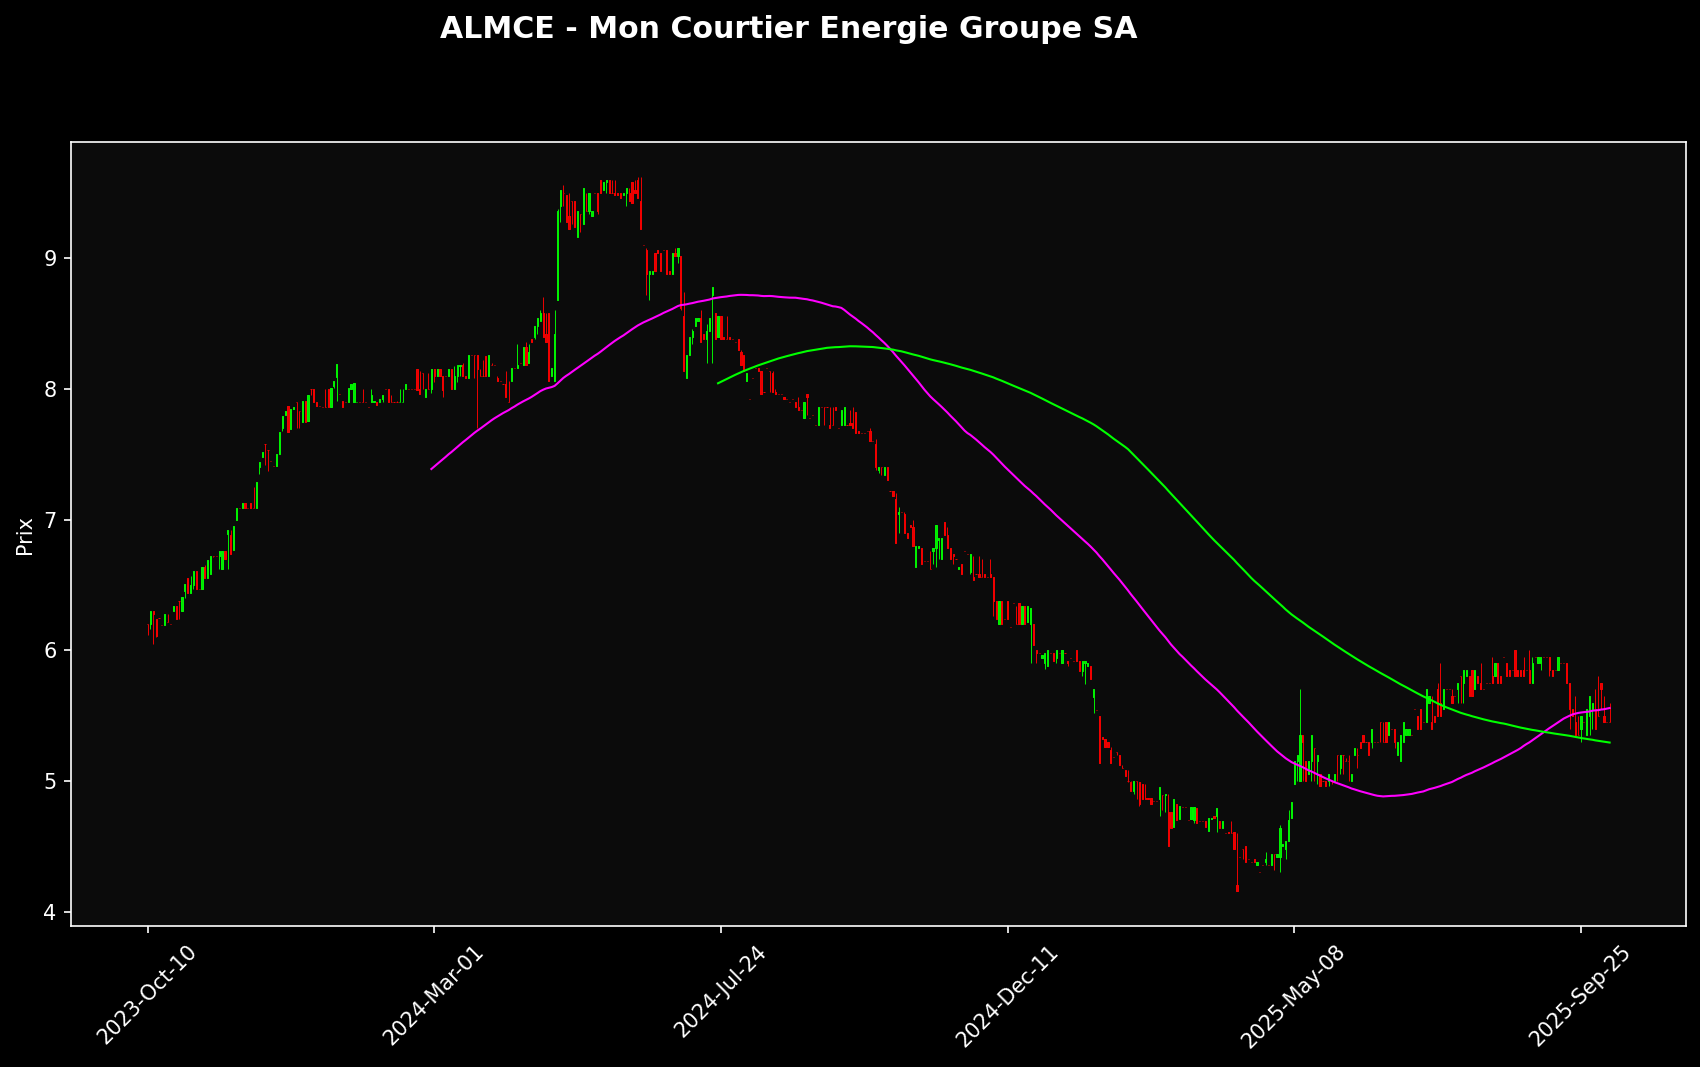 ALMCE - Mon Courtier Energie Groupe SA
Prix
9
8
7
6
5
4
2023-Oct-10
2024-Mar-01
2024-Jul-24
2024-Dec-11
2025-May-08
2025-Sep-25